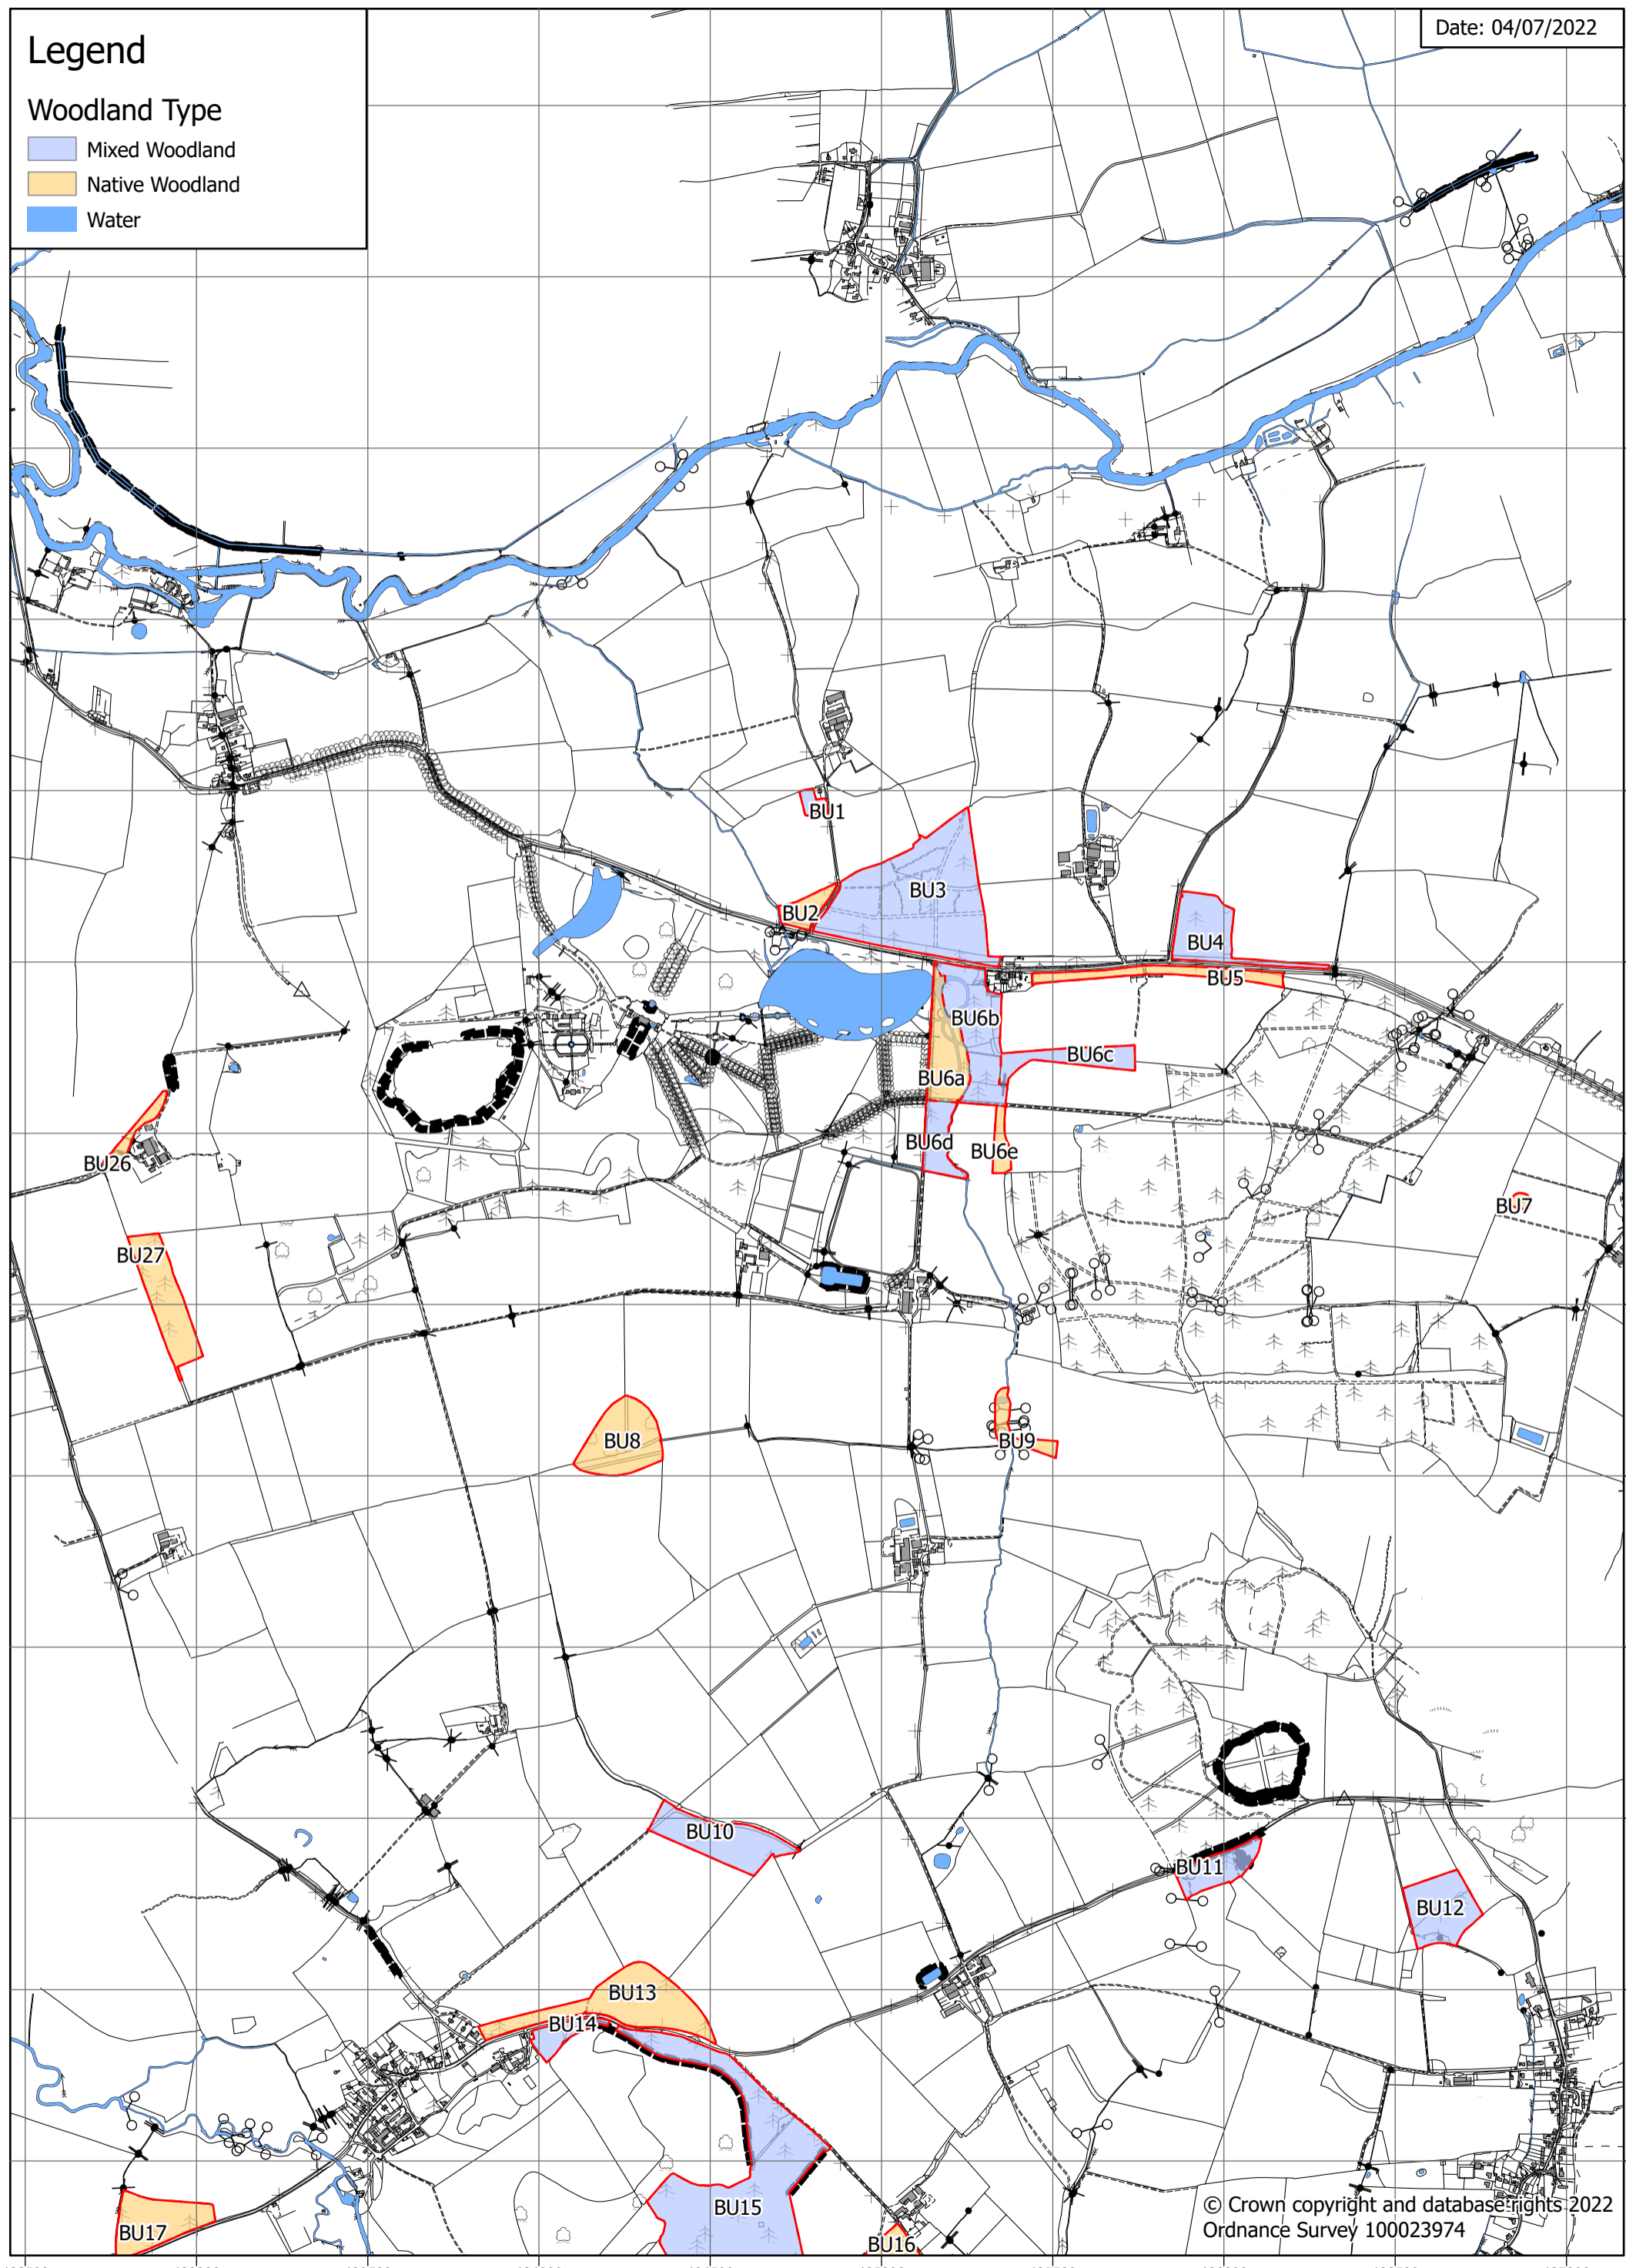 Legend
Date: 04/07/2022
Woodland Type
Mixed Woodland
Native Woodland
Water
BU1
BU3
BU2
BU4
BU5
BU6b
BU6c
BU6a
BU6d
BU6e
BU26
BU7
BU27
BU8
BU9
BU10
BU11
BU12
BU13
BU14
BU15
BU17
BU16
© Crown copyright and database rights 2022
Ordnance Survey 100023974